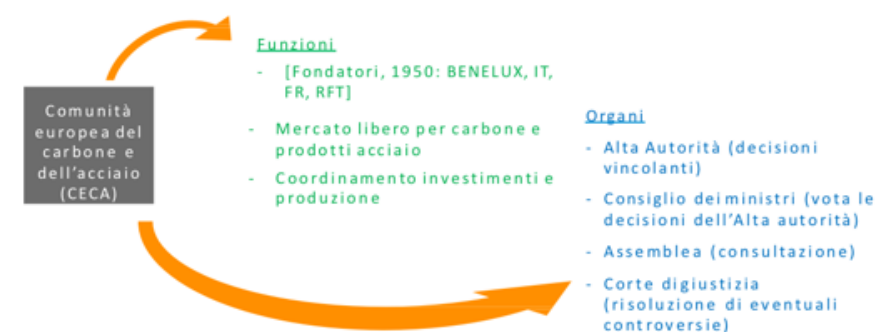 Comunità
europea del
carbone e
dell'acciaio
(CECA)
Funzioni
- [Fondatori, 1950: BENELUX, IT,
FR, RFT]
- Mercato libero per carbone e
prodotti acciaio
- Coordinamento investimenti e
produzione
Organi
- Alta Autorità (decisioni
vincolanti)
- Consiglio dei ministri (vota le
decisioni dell'Alta autorità)
- Assemblea (consultazione)
- Corte digiustizia
(risoluzione di eventuali
controversie)